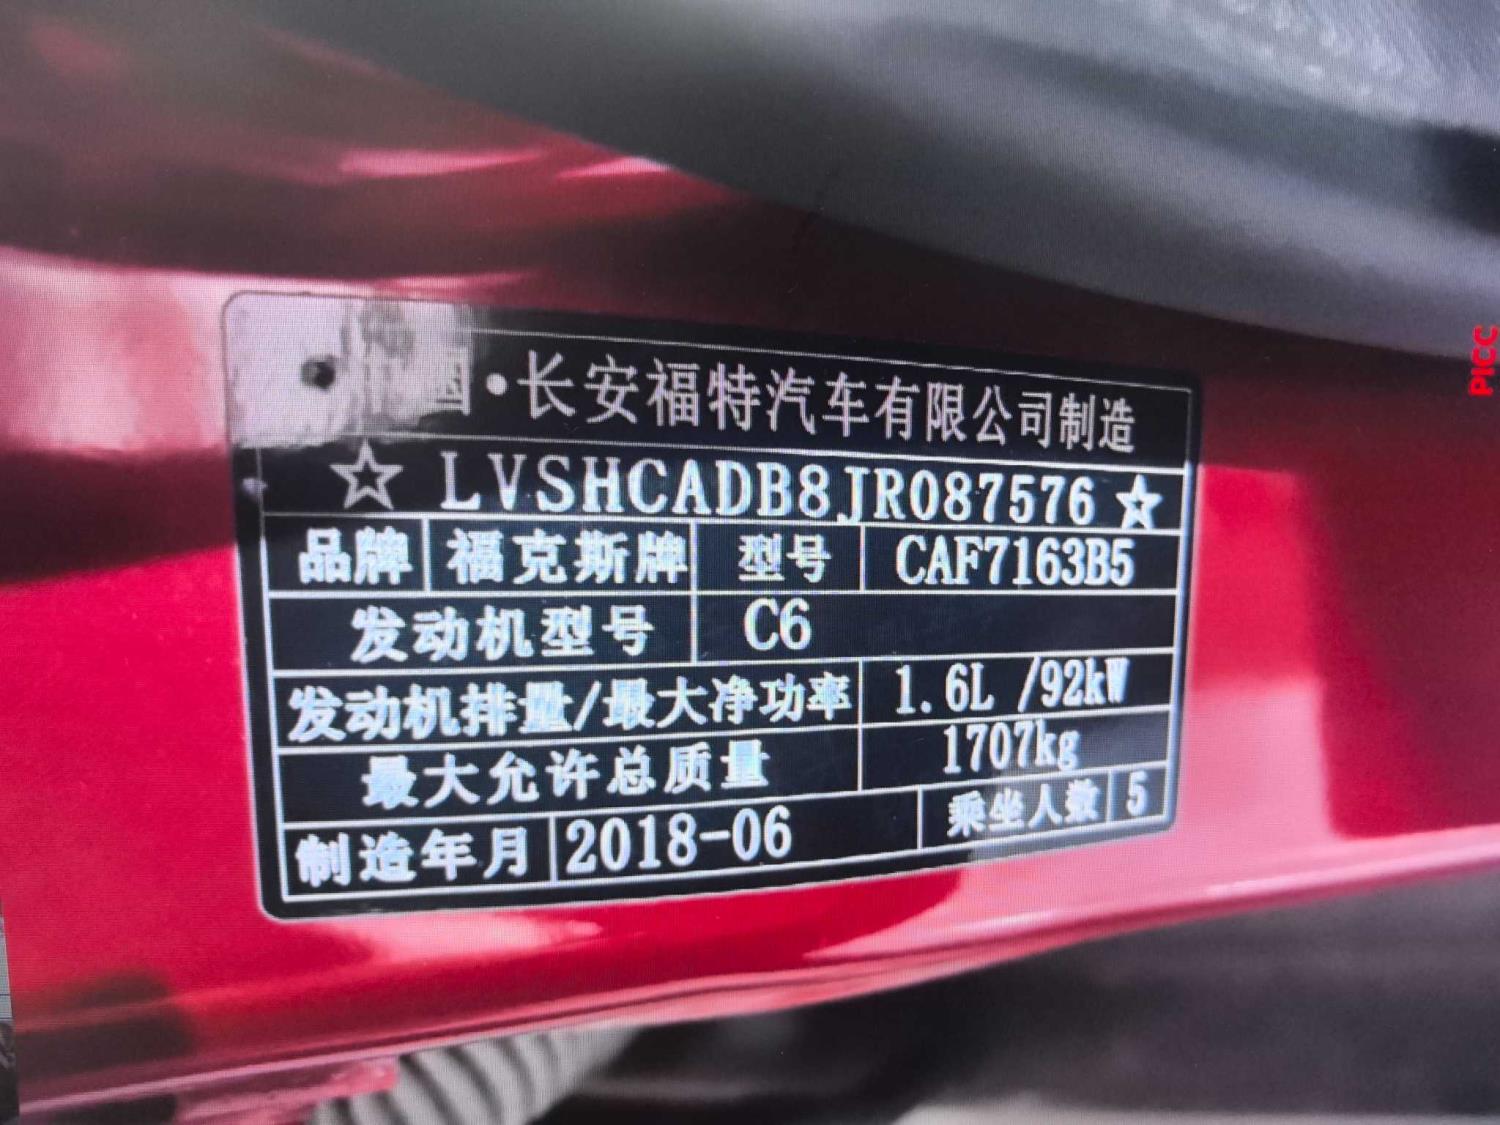 国·长安福特汽车有限公司制造
☆LVSHCADB8JR087576☆
品牌 福克斯牌 型号 CAF7163B5
发动机型号 C6
发动机排量/最大净功率 1.6L /92kW
最大允许总质量 1707kg
制造年月 2018-06 乘坐人数 5
PICC